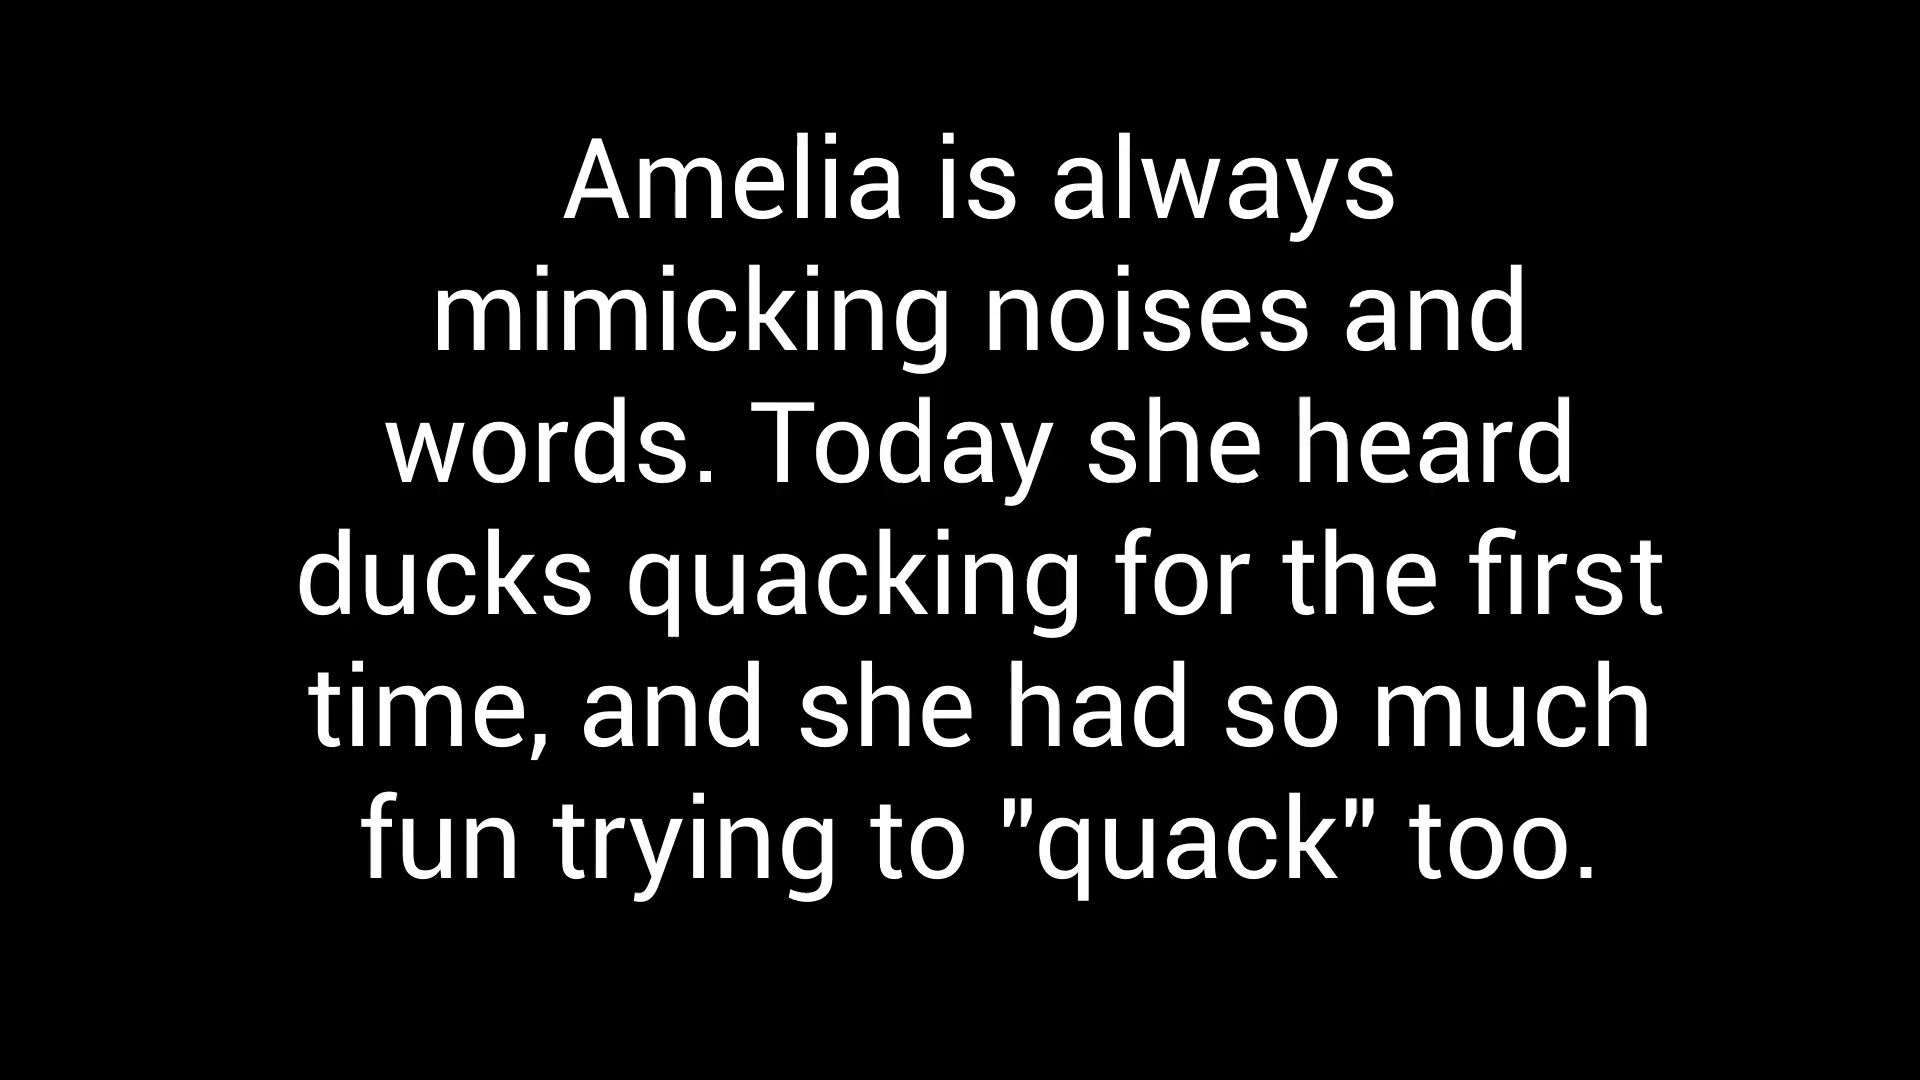 Amelia is always
mimicking noises and
words. Today she heard
ducks quacking for the first
time, and she had so much
fun trying to "quack" too.